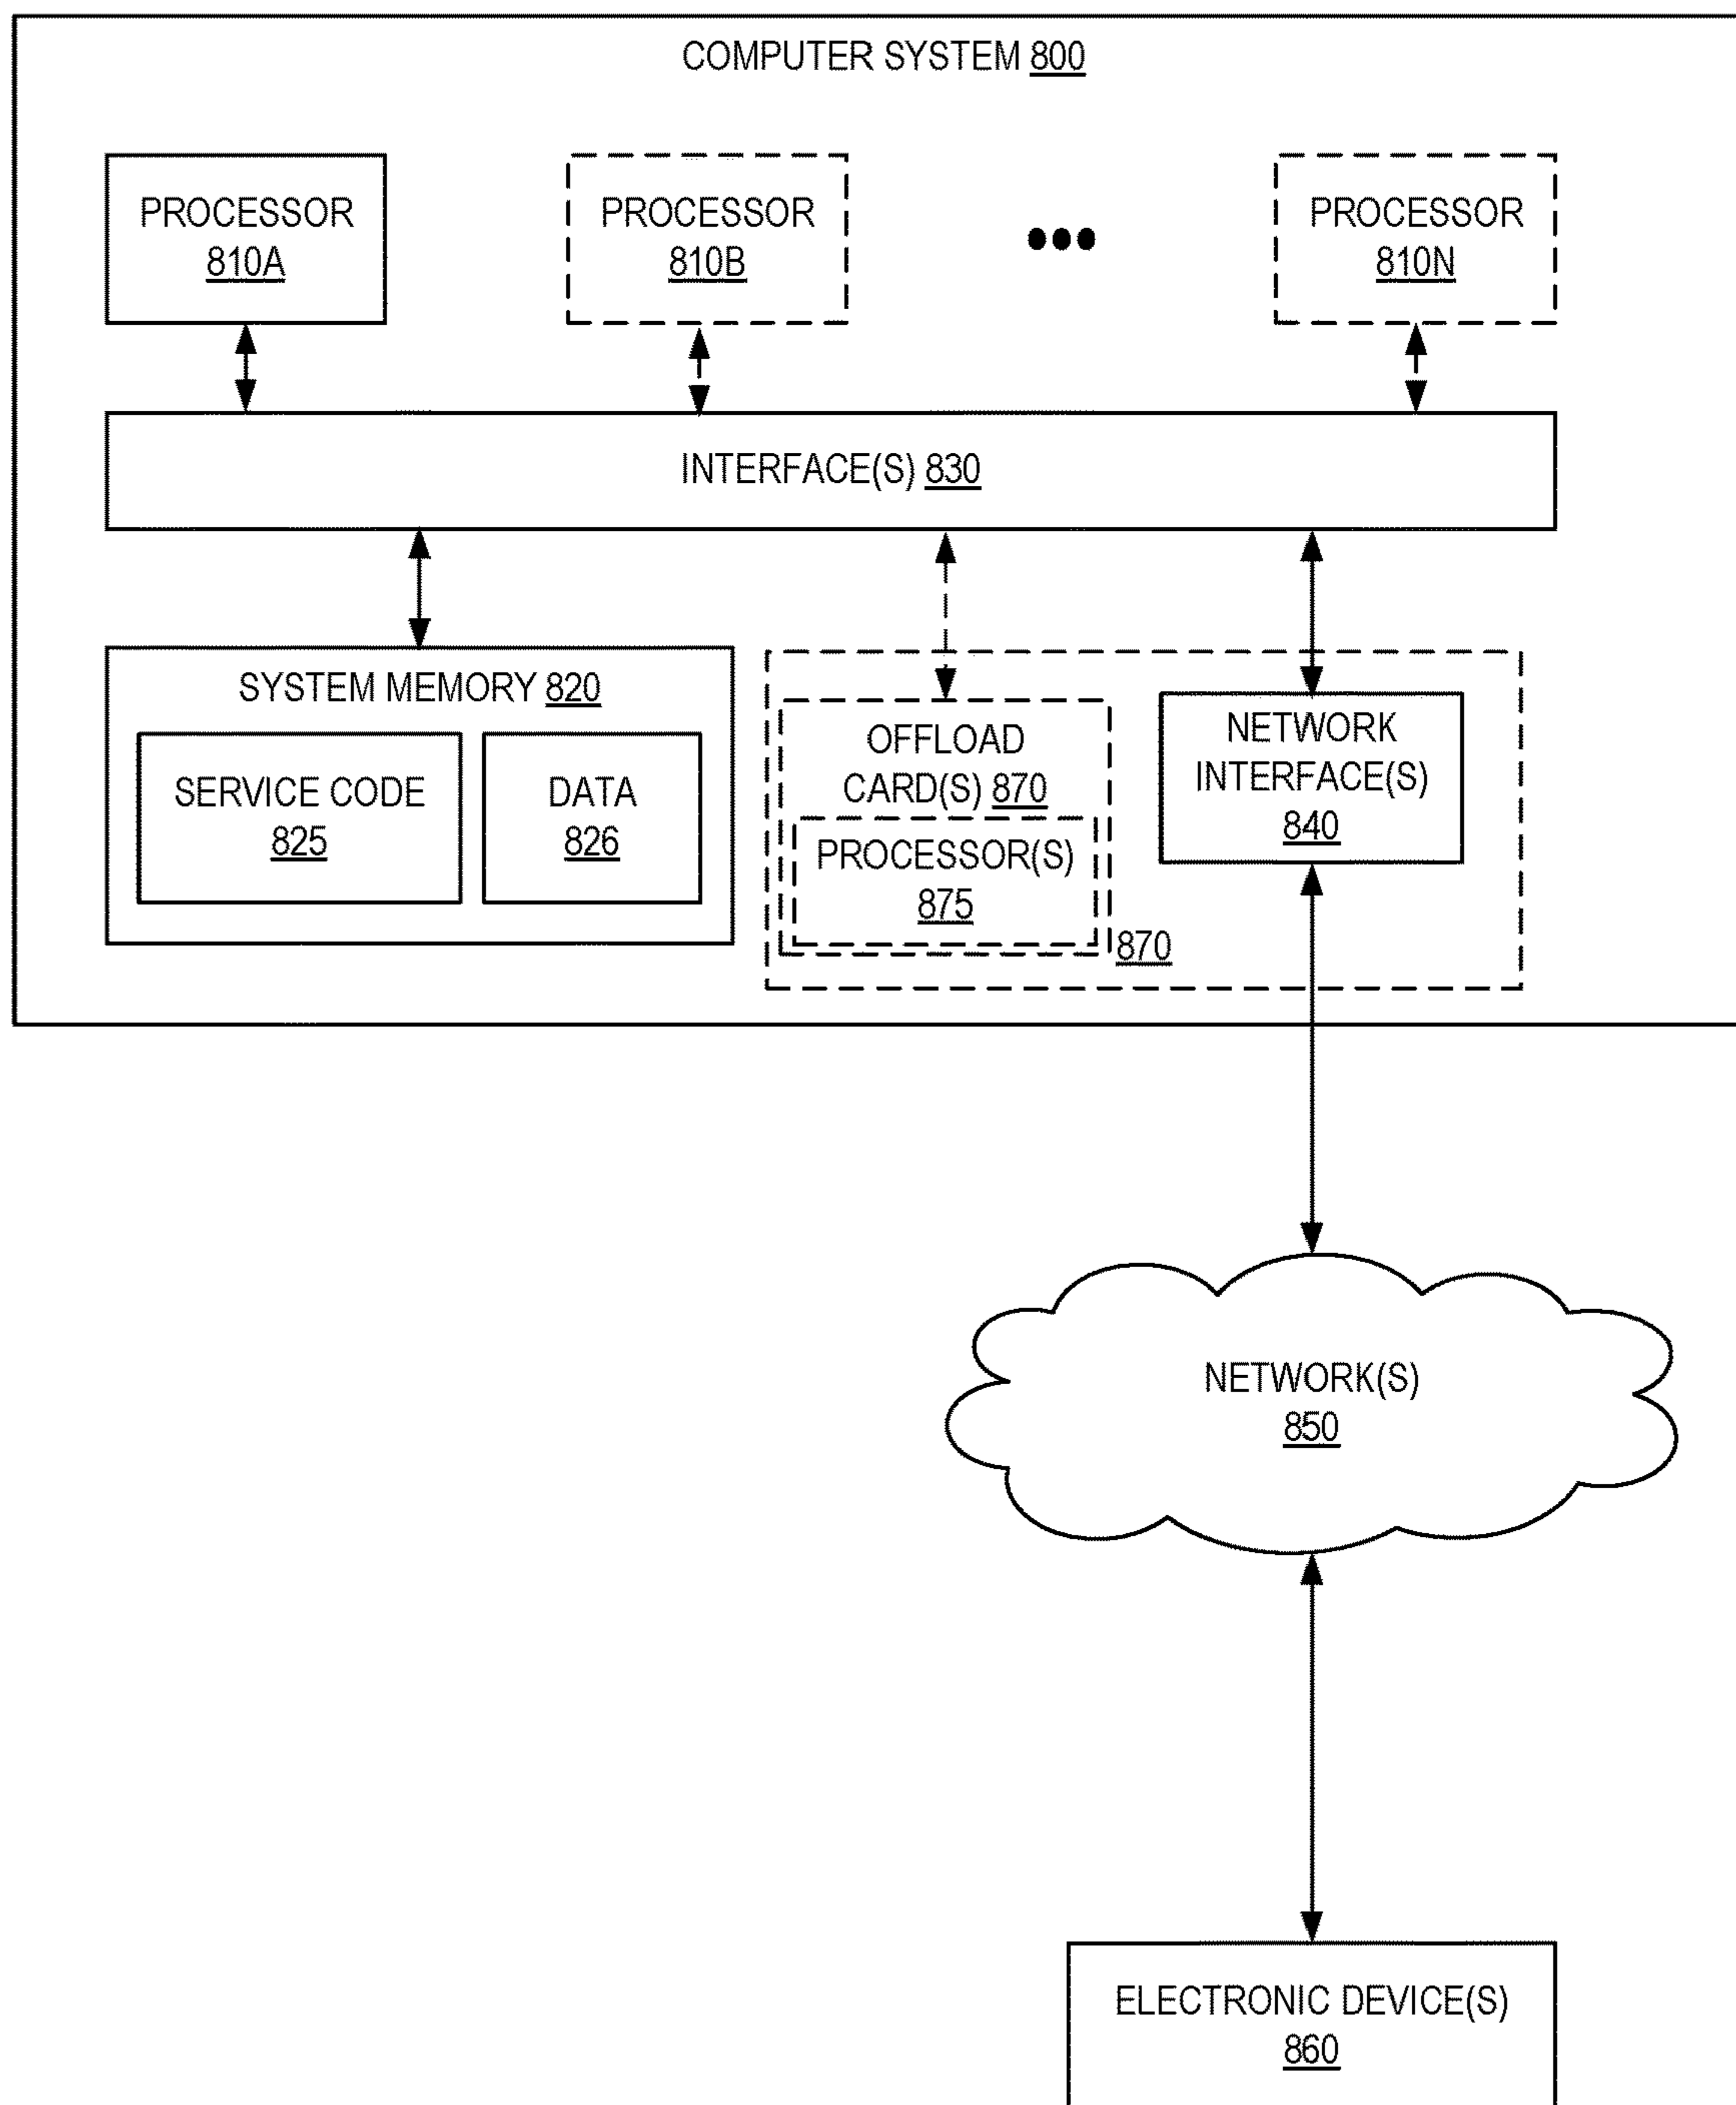 COMPUTER SYSTEM 800
PROCESSOR
810A
PROCESSOR
810B
PROCESSOR
810N
INTERFACE(S) 830
SYSTEM MEMORY 820
SERVICE CODE
825
DATA
826
OFFLOAD
CARD(S) 870
PROCESSOR(S)
875
870
NETWORK
INTERFACE(S)
840
NETWORK(S)
850
ELECTRONIC DEVICE(S)
860